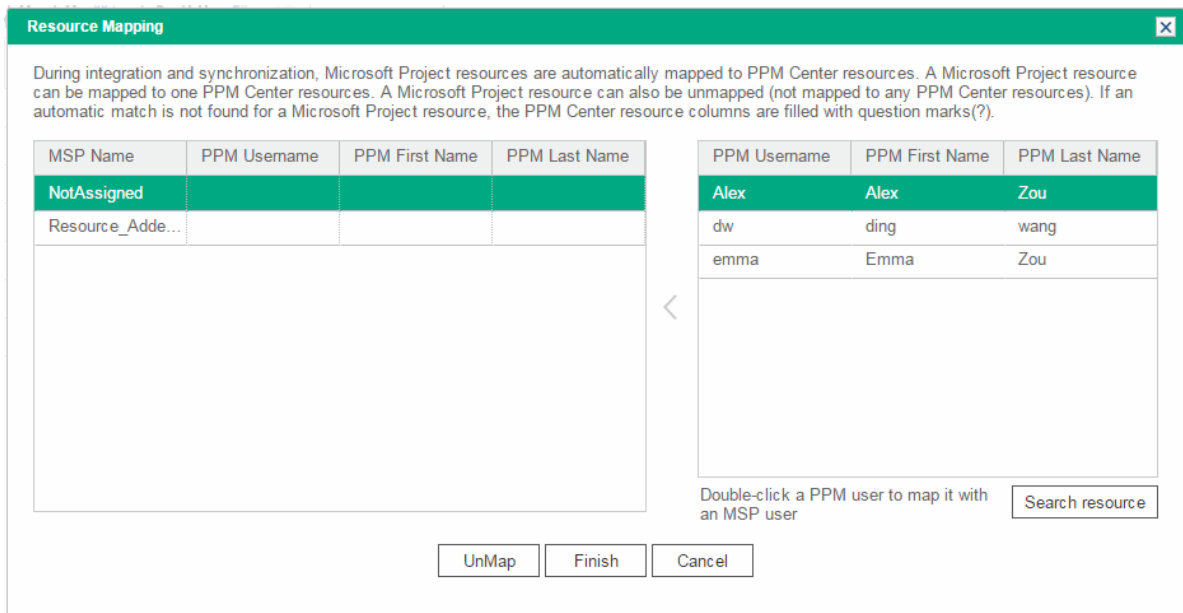 Resource Mapping
During integration and synchronization, Microsoft Project resources are automatically mapped to PPM Center resources. A Microsoft Project resource
can be mapped to one PPM Center resources. A Microsoft Project resource can also be unmapped (not mapped to any PPM Center resources). If an
automatic match is not found for a Microsoft Project resource, the PPM Center resource columns are filled with question marks(?).
MSP Name PPM Username PPM First Name PPM Last Name
NotAssigned
Resource_Adde...
PPM Username PPM First Name PPM Last Name
Alex Alex Zou
dw ding wang
emma Emma Zou
Double-click a PPM user to map it with
an MSP user
Search resource
UnMap Finish Cancel